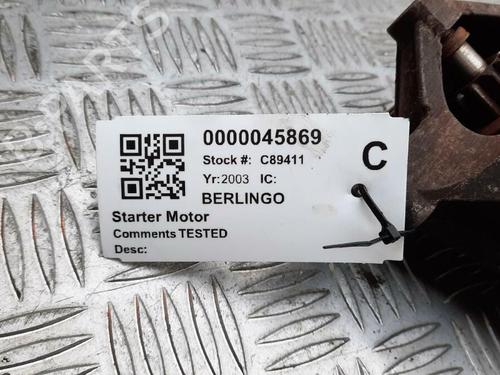 0000045869
Stock #: C89411
C
Yr:2003 IC:
BERLINGO
Starter Motor
Comments TESTED
Desc: